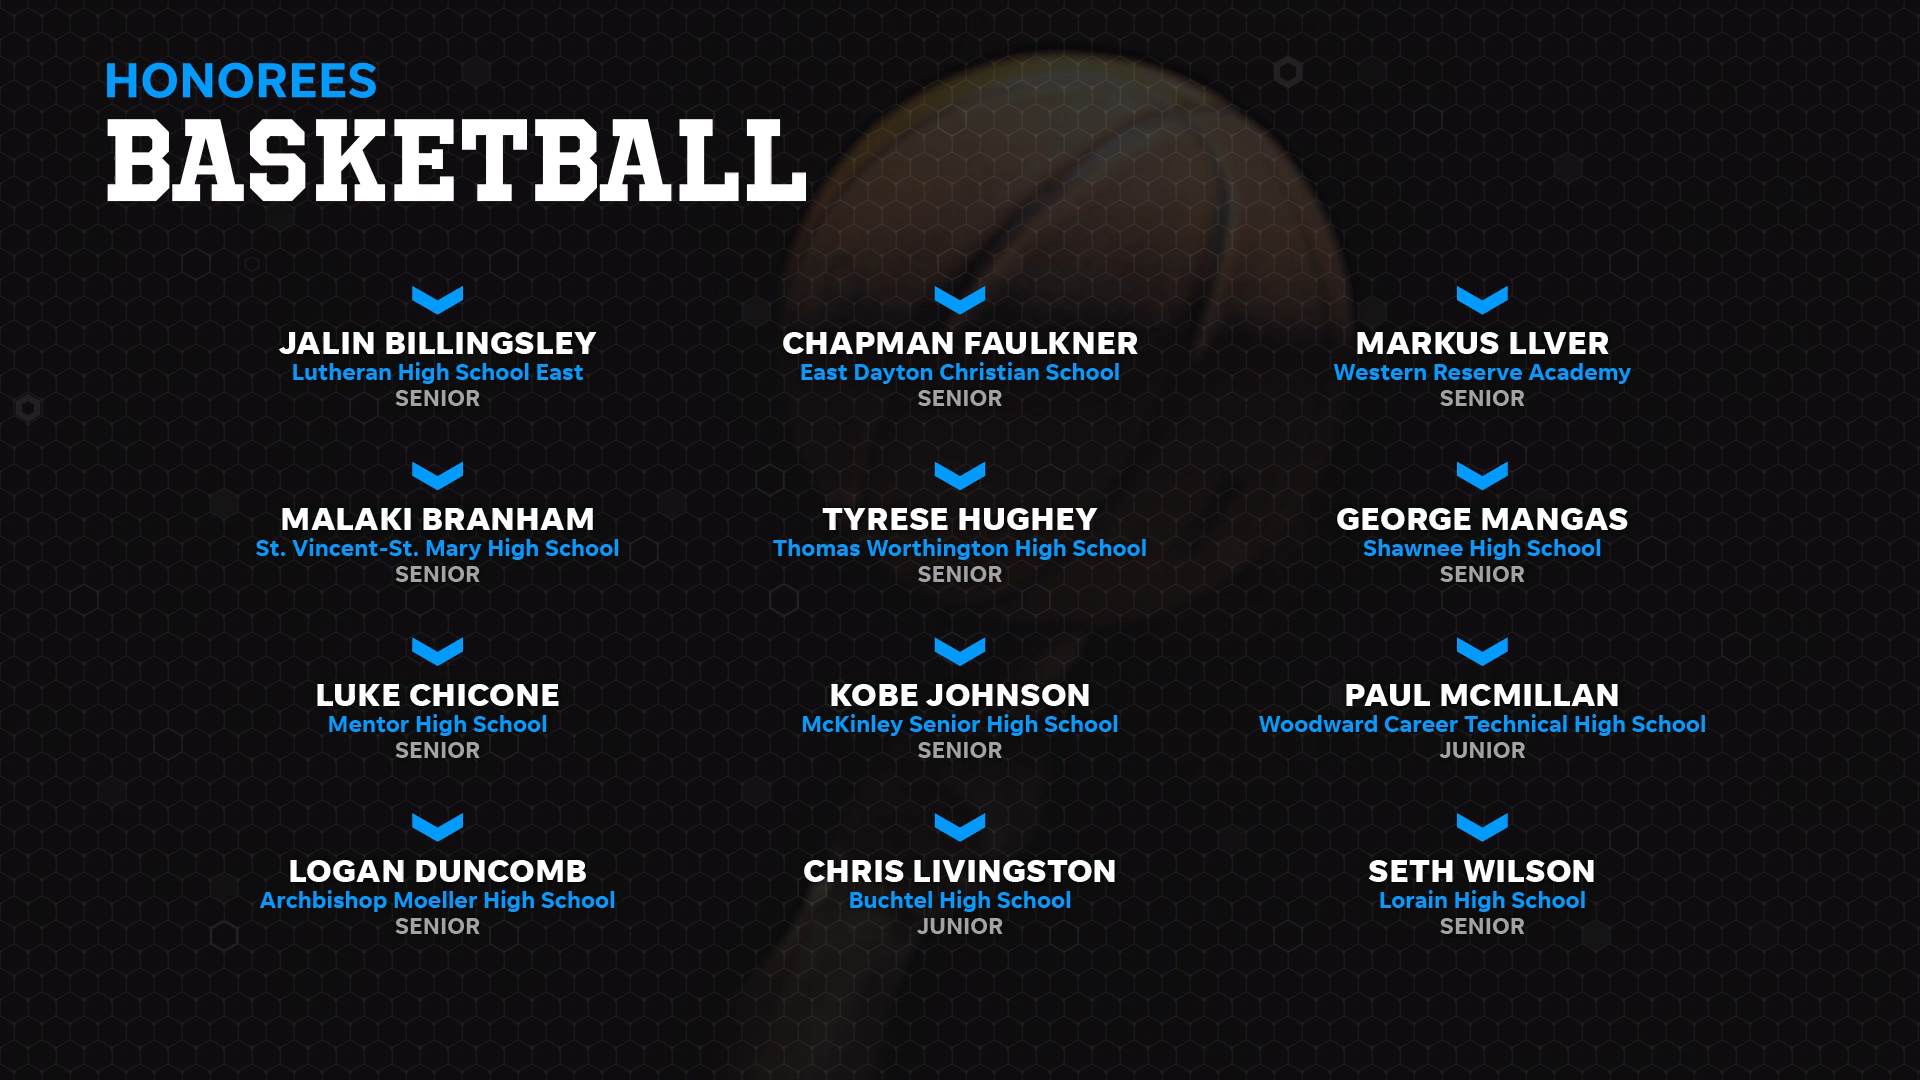 HONOREES
BASKETBALL
JALIN BILLINGSLEY
Lutheran High School East
SENIOR
CHAPMAN FAULKNER
East Dayton Christian School
SENIOR
MARKUS LLVER
Western Reserve Academy
SENIOR
MALAKI BRANHAM
St. Vincent-St. Mary High School
SENIOR
TYRESE HUGHEY
Thomas Worthington High School
SENIOR
GEORGE MANGAS
Shawnee High School
SENIOR
LUKE CHICONE
Mentor High School
SENIOR
KOBE JOHNSON
McKinley Senior High School
SENIOR
PAUL MCMILLAN
Woodward Career Technical High School
JUNIOR
LOGAN DUNCOMB
Archbishop Moeller High School
SENIOR
CHRIS LIVINGSTON
Buchtel High School
JUNIOR
SETH WILSON
Lorain High School
SENIOR